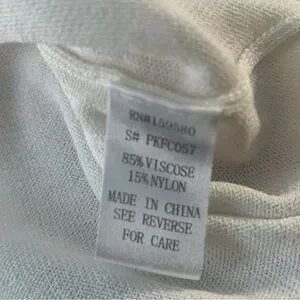 RN#159580
S# PKFC057
85%VISCOSE
15%NYLON
MADE IN CHINA
SEE REVERSE
FOR CARE